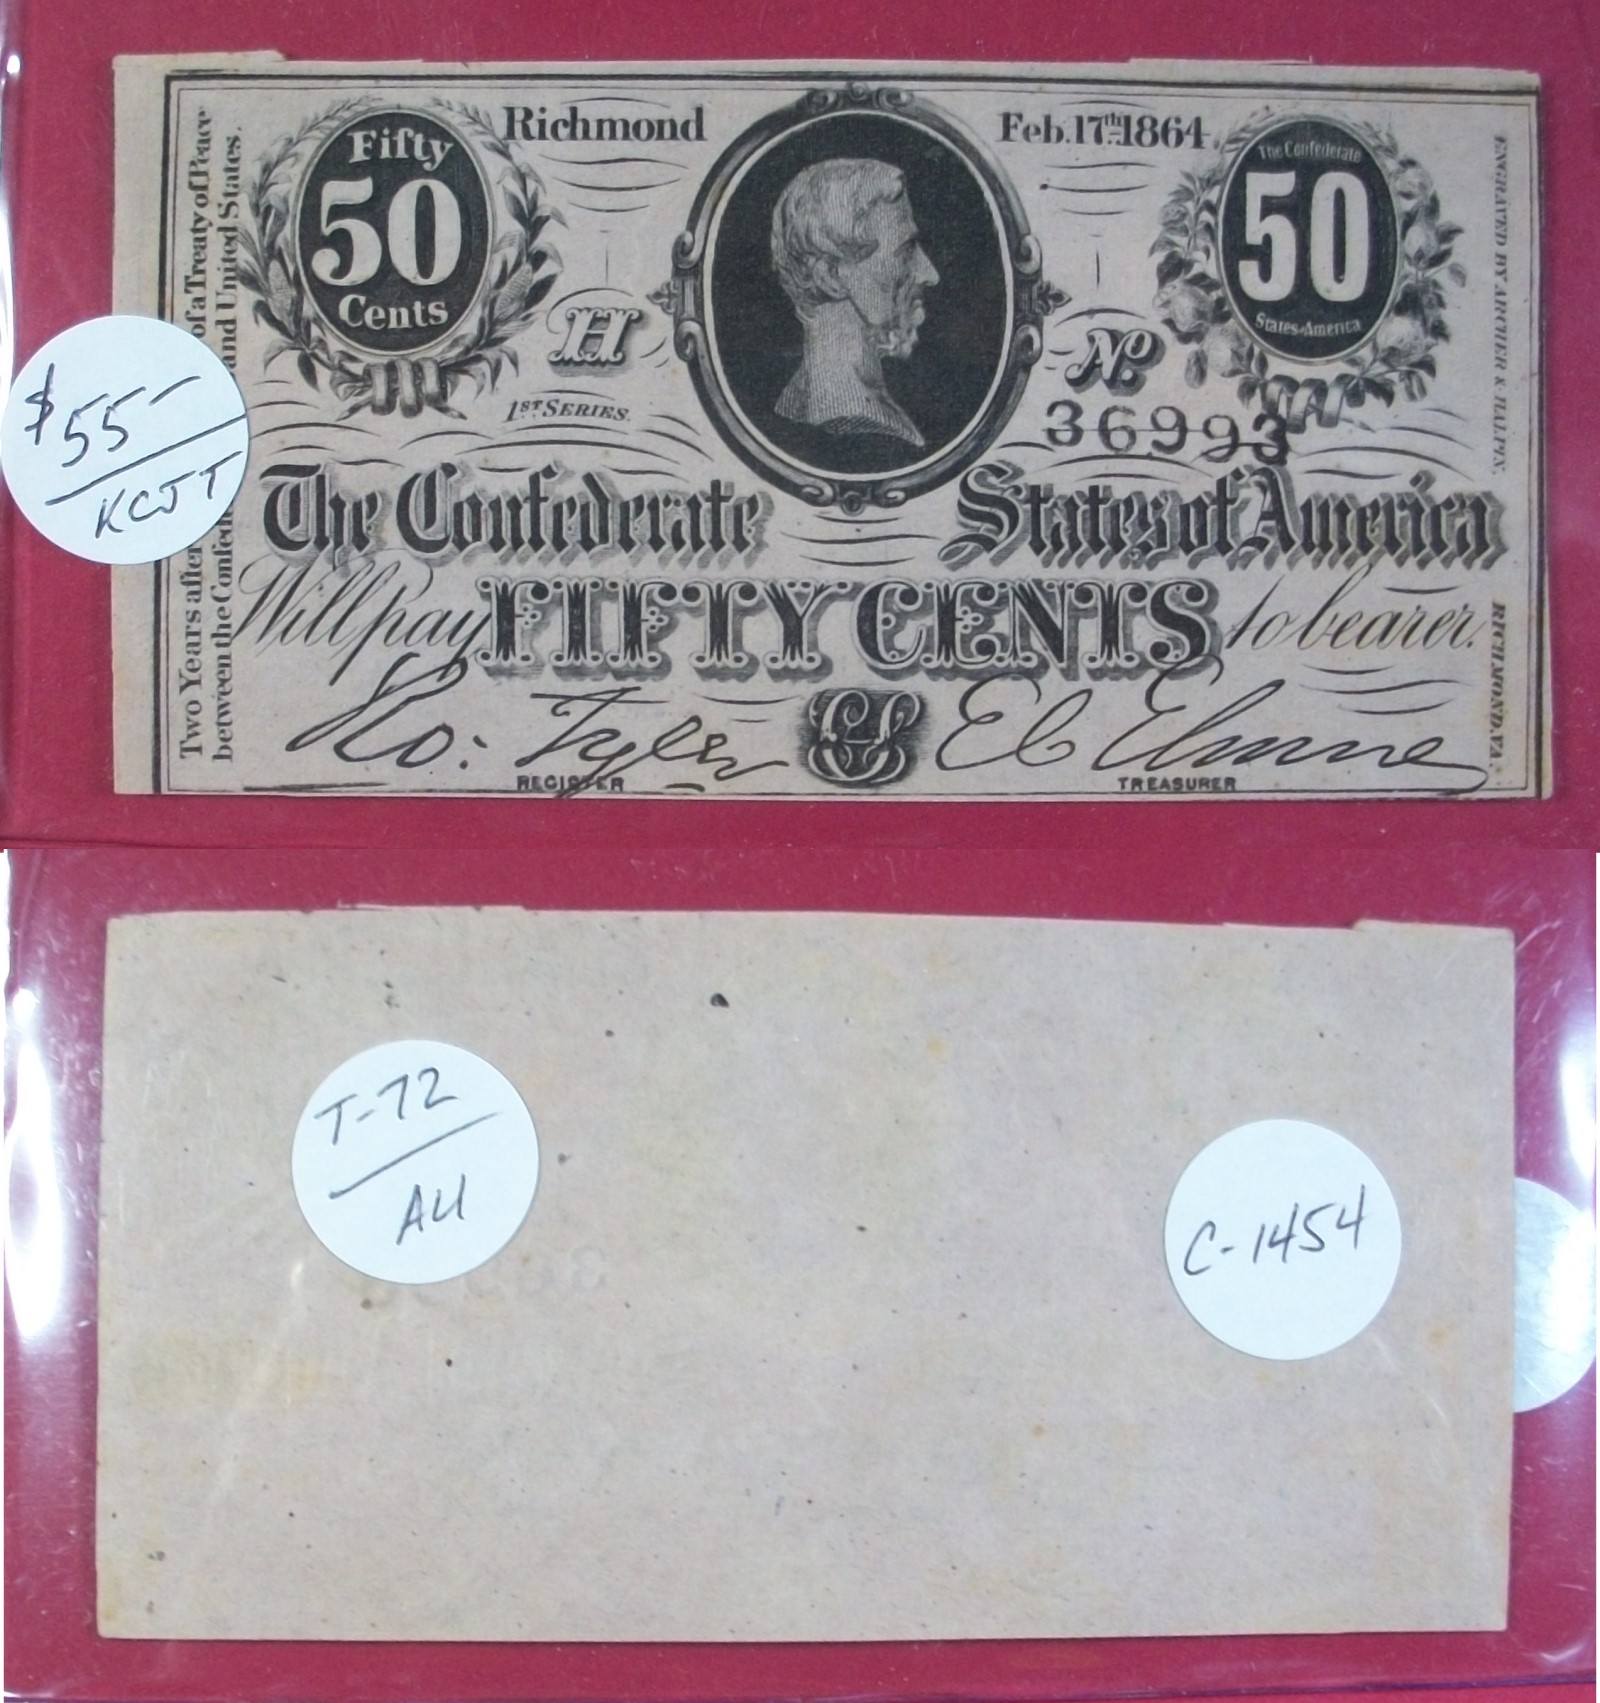 Fifty
50
Cents
Richmond
Feb. 17th 1864.
The Confederate
50
States of America
H
1ST SERIES.
No
36993
The Confederate States of America
Will pay FIFTY CENTS to bearer.
Ro: Tyler
REGISTER
Eb Elmore
TREASURER
Two Years after of a Treaty of Peace
between the Confed and United States.
ENGRAVED BY ARCHER & HALPIN.
RICHMOND, VA.
$55-
KCJT
T-72
AU
C-1454